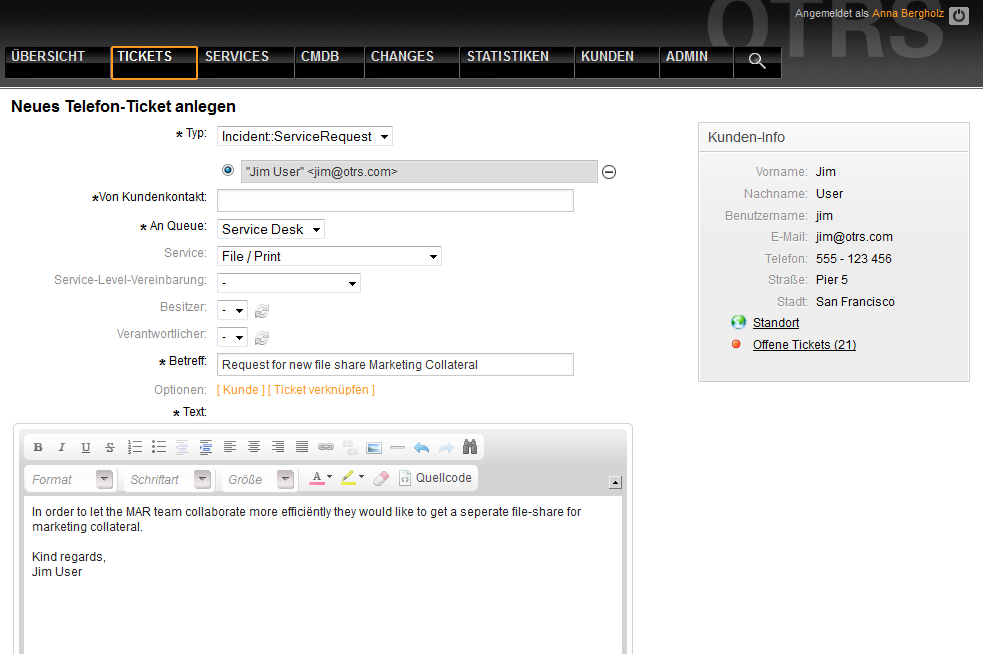 OTRS
Angemeldet als Anna Bergholz
ÜBERSICHT TICKETS SERVICES CMDB CHANGES STATISTIKEN KUNDEN ADMIN
Neues Telefon-Ticket anlegen
* Typ: Incident::ServiceRequest
"Jim User" <jim@otrs.com>
*Von Kundenkontakt:
* An Queue: Service Desk
Service: File / Print
Service-Level-Vereinbarung: -
Besitzer: -
Verantwortlicher: -
* Betreff: Request for new file share Marketing Collateral
Optionen: [ Kunde ] [ Ticket verknüpfen ]
* Text:
B I U S
Format Schriftart Größe A Quellcode
In order to let the MAR team collaborate more efficiëntly they would like to get a seperate file-share for
marketing collateral.
Kind regards,
Jim User
Kunden-Info
Vorname: Jim
Nachname: User
Benutzername: jim
E-Mail: jim@otrs.com
Telefon: 555 - 123 456
Straße: Pier 5
Stadt: San Francisco
Standort
Offene Tickets (21)